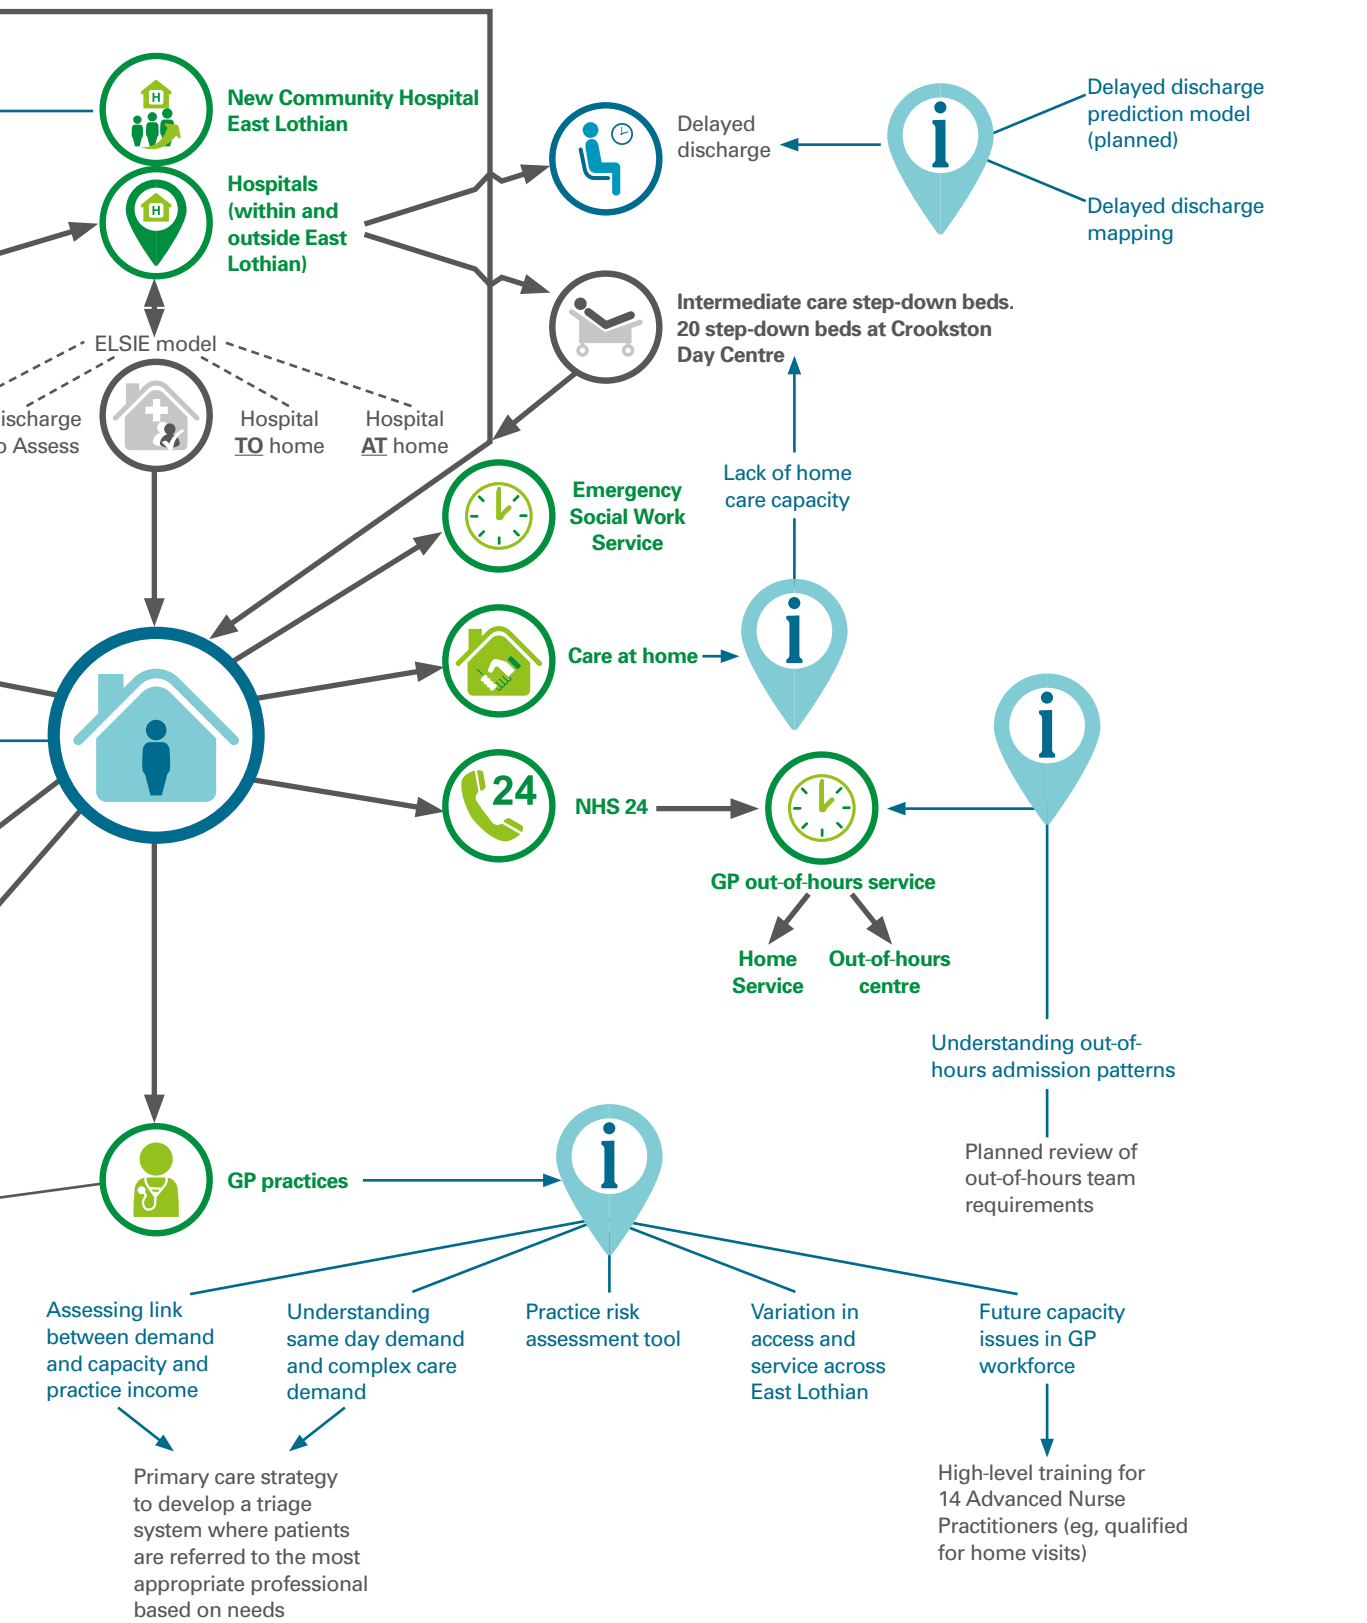 New Community Hospital
East Lothian
H
Hospitals
(within and
outside East
Lothian)
H
Delayed
discharge
Delayed discharge
prediction model
(planned)
Delayed discharge
mapping
Intermediate care step-down beds.
20 step-down beds at Crookston
Day Centre
ELSIE model
ischarge
o Assess
Hospital
TO home
Hospital
AT home
Lack of home
care capacity
Emergency
Social Work
Service
Care at home
24
NHS 24
GP out-of-hours service
Home
Service
Out-of-hours
centre
Understanding out-of-
hours admission patterns
Planned review of
out-of-hours team
requirements
GP practices
Assessing link
between demand
and capacity and
practice income
Understanding
same day demand
and complex care
demand
Practice risk
assessment tool
Variation in
access and
service across
East Lothian
Future capacity
issues in GP
workforce
Primary care strategy
to develop a triage
system where patients
are referred to the most
appropriate professional
based on needs
High-level training for
14 Advanced Nurse
Practitioners (eg, qualified
for home visits)